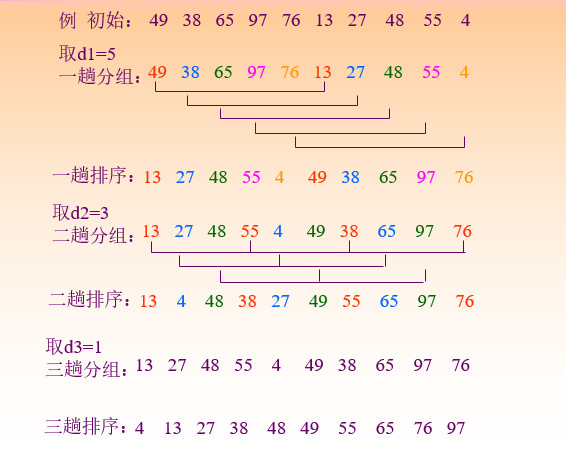 例 初始： 49 38 65 97 76 13 27 48 55 4
取d1=5
一趟分组：49 38 65 97 76 13 27 48 55 4
一趟排序：13 27 48 55 4 49 38 65 97 76
取d2=3
二趟分组：13 27 48 55 4 49 38 65 97 76
二趟排序：13 4 48 38 27 49 55 65 97 76
取d3=1
三趟分组：13 27 48 55 4 49 38 65 97 76
三趟排序：4 13 27 38 48 49 55 65 76 97